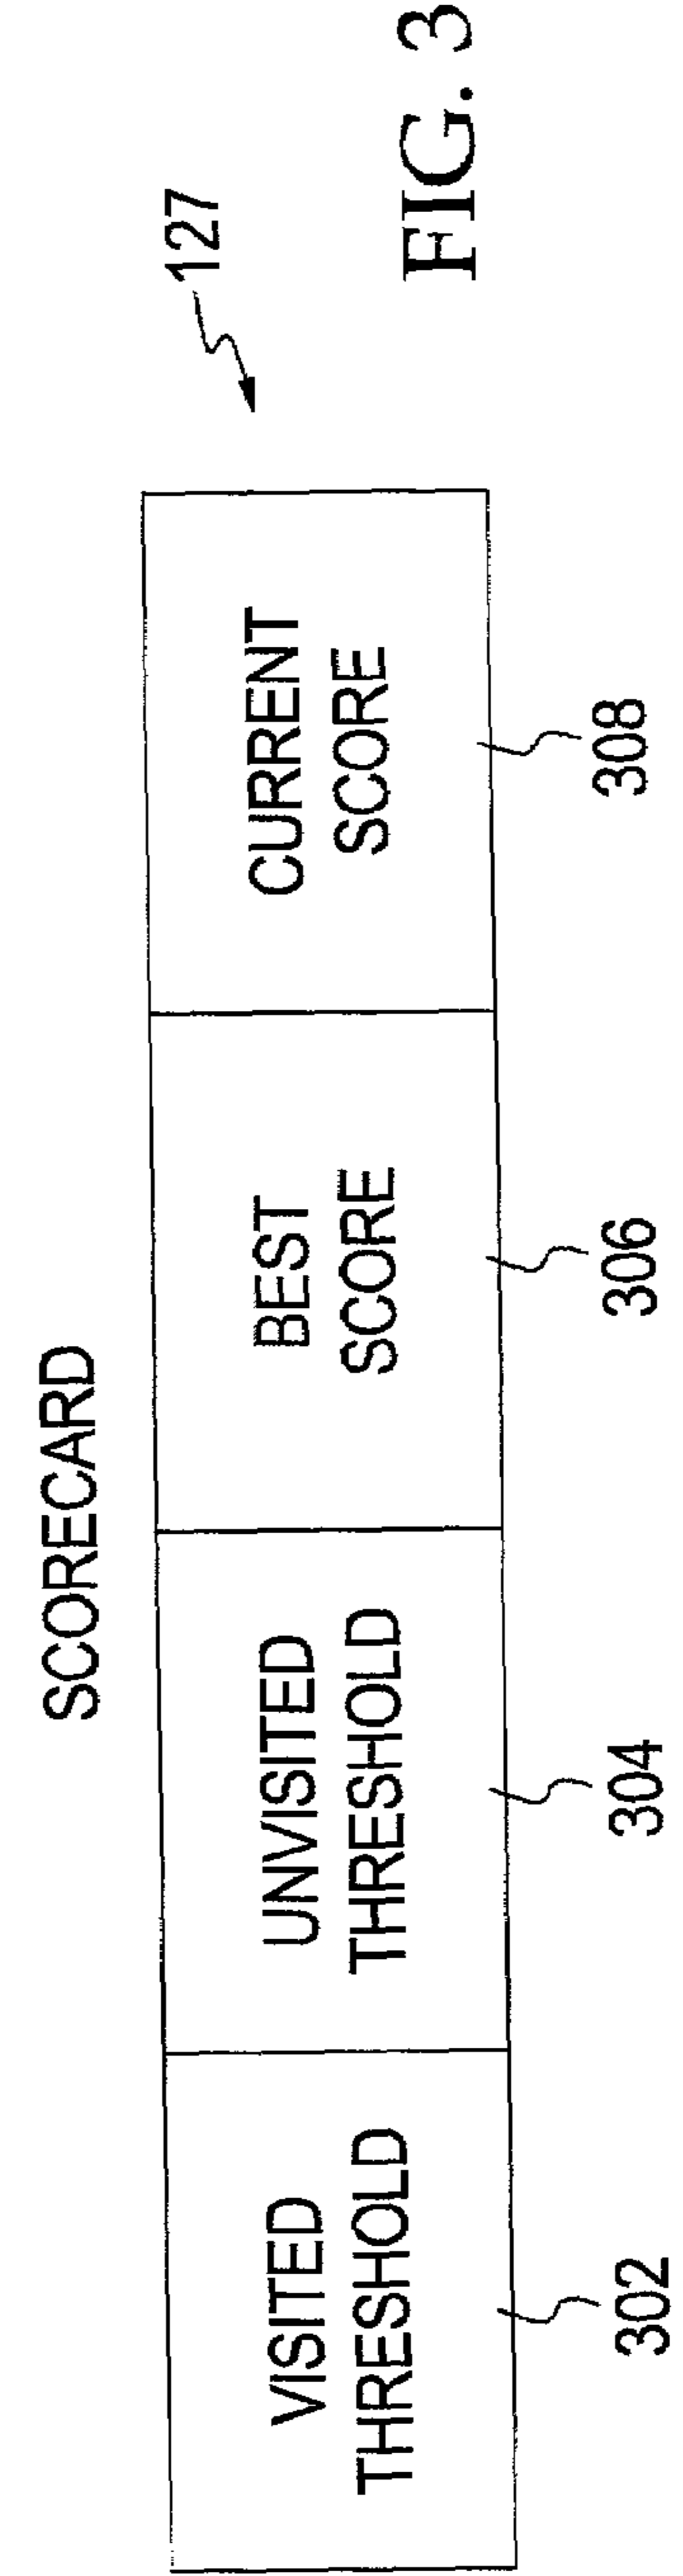 SCORECARD
127
VISITED
THRESHOLD
UNVISITED
THRESHOLD
BEST
SCORE
CURRENT
SCORE
302
304
306
308
FIG. 3